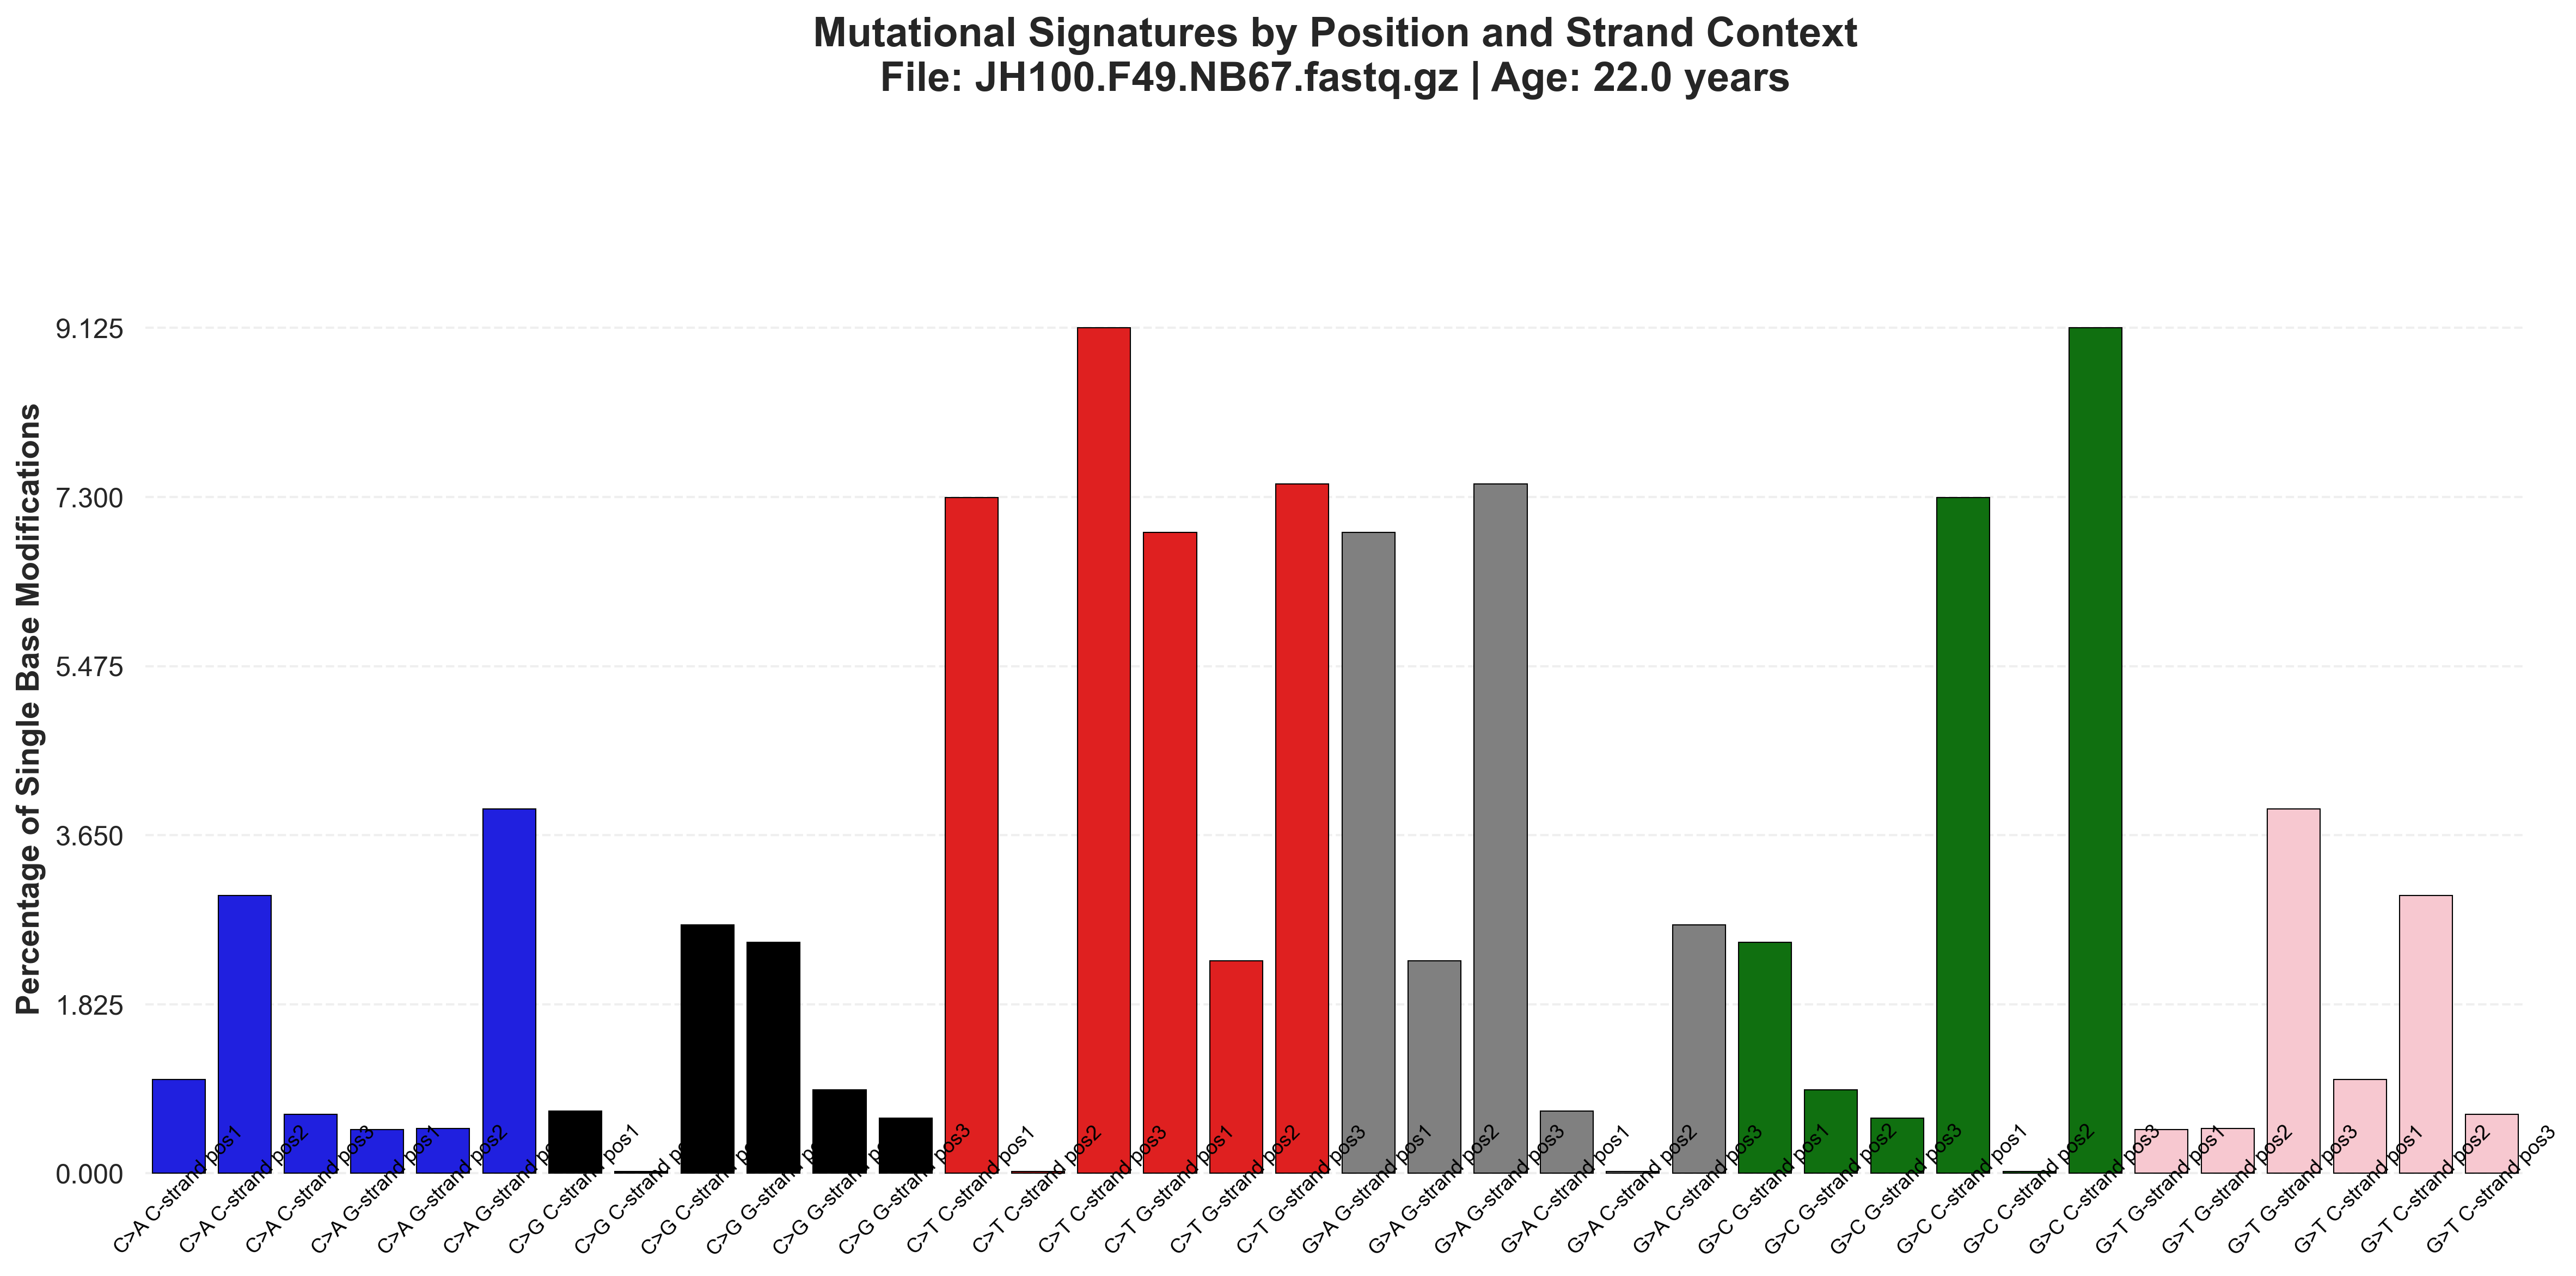 Mutational Signatures by Position and Strand Context
File: JH100.F49.NB67.fastq.gz | Age: 22.0 years
Percentage of Single Base Modifications
9.125
7.300
5.475
3.650
1.825
0.000
C>A C-strand pos1
C>A C-strand pos2
C>A C-strand pos3
C>A G-strand pos1
C>A G-strand pos2
C>A G-strand
C>G C-strand pos1
C>G C-strand
C>G C-strand
C>G G-strand
C>G G-strand
C>G G-strand pos3
C>T C-strand pos1
C>T C-strand pos2
C>T C-strand pos3
C>T G-strand pos1
C>T G-strand pos2
C>T G-strand pos3
G>A G-strand pos1
G>A G-strand pos2
G>A G-strand pos3
G>A C-strand pos1
G>A C-strand pos2
G>A C-strand pos3
G>C G-strand pos1
G>C G-strand pos2
G>C G-strand pos3
G>C C-strand pos1
G>C C-strand pos2
G>C C-strand pos3
G>T G-strand pos1
G>T G-strand pos2
G>T G-strand pos3
G>T C-strand pos1
G>T C-strand pos2
G>T C-strand pos3